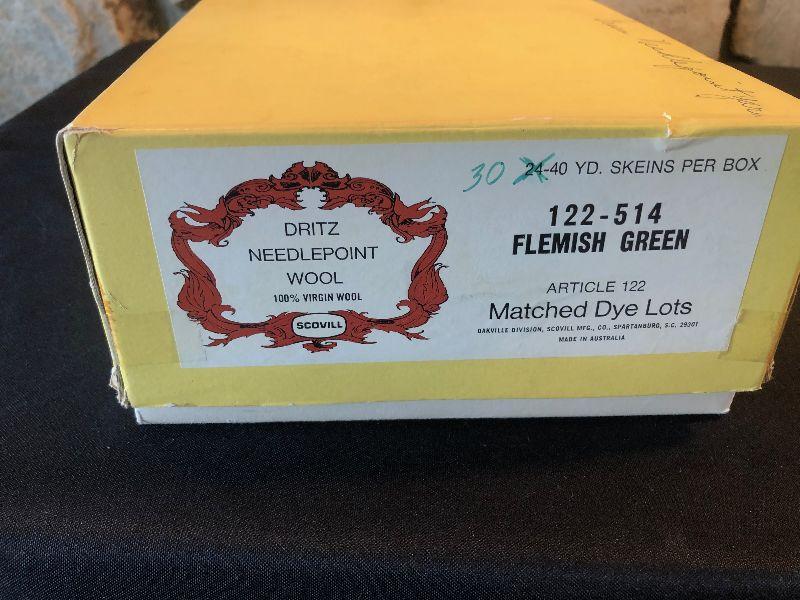 Needlepoint
30 24-40 YD. SKEINS PER BOX
122-514
FLEMISH GREEN
ARTICLE 122
Matched Dye Lots
OAKVILLE DIVISION, SCOVILL MFG., CO., SPARTANBURG, S.C. 29301
MADE IN AUSTRALIA
DRITZ
NEEDLEPOINT
WOOL
100% VIRGIN WOOL
SCOVILL